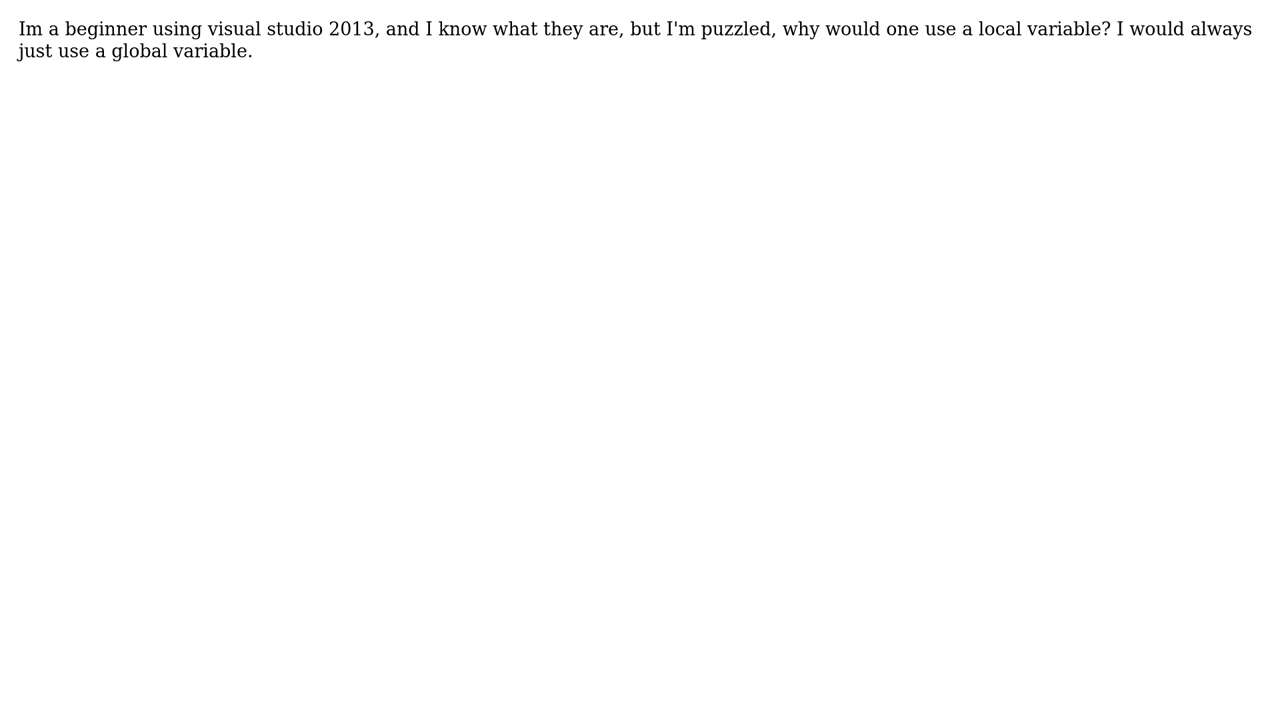 Im a beginner using visual studio 2013, and I know what they are, but I'm puzzled, why would one use a local variable? I would always
just use a global variable.